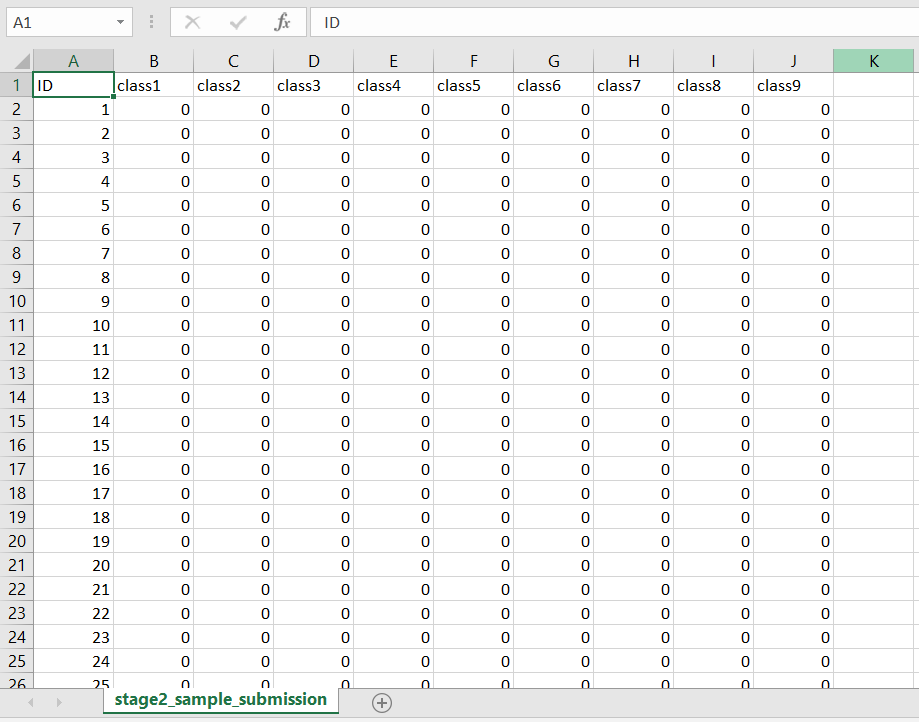 A1 fx ID
A B C D E F G H I J K
1 ID class1 class2 class3 class4 class5 class6 class7 class8 class9
2 1 0 0 0 0 0 0 0 0 0
3 2 0 0 0 0 0 0 0 0 0
4 3 0 0 0 0 0 0 0 0 0
5 4 0 0 0 0 0 0 0 0 0
6 5 0 0 0 0 0 0 0 0 0
7 6 0 0 0 0 0 0 0 0 0
8 7 0 0 0 0 0 0 0 0 0
9 8 0 0 0 0 0 0 0 0 0
10 9 0 0 0 0 0 0 0 0 0
11 10 0 0 0 0 0 0 0 0 0
12 11 0 0 0 0 0 0 0 0 0
13 12 0 0 0 0 0 0 0 0 0
14 13 0 0 0 0 0 0 0 0 0
15 14 0 0 0 0 0 0 0 0 0
16 15 0 0 0 0 0 0 0 0 0
17 16 0 0 0 0 0 0 0 0 0
18 17 0 0 0 0 0 0 0 0 0
19 18 0 0 0 0 0 0 0 0 0
20 19 0 0 0 0 0 0 0 0 0
21 20 0 0 0 0 0 0 0 0 0
22 21 0 0 0 0 0 0 0 0 0
23 22 0 0 0 0 0 0 0 0 0
24 23 0 0 0 0 0 0 0 0 0
25 24 0 0 0 0 0 0 0 0 0
26 25 0 0 0 0 0 0 0 0 0
stage2_sample_submission